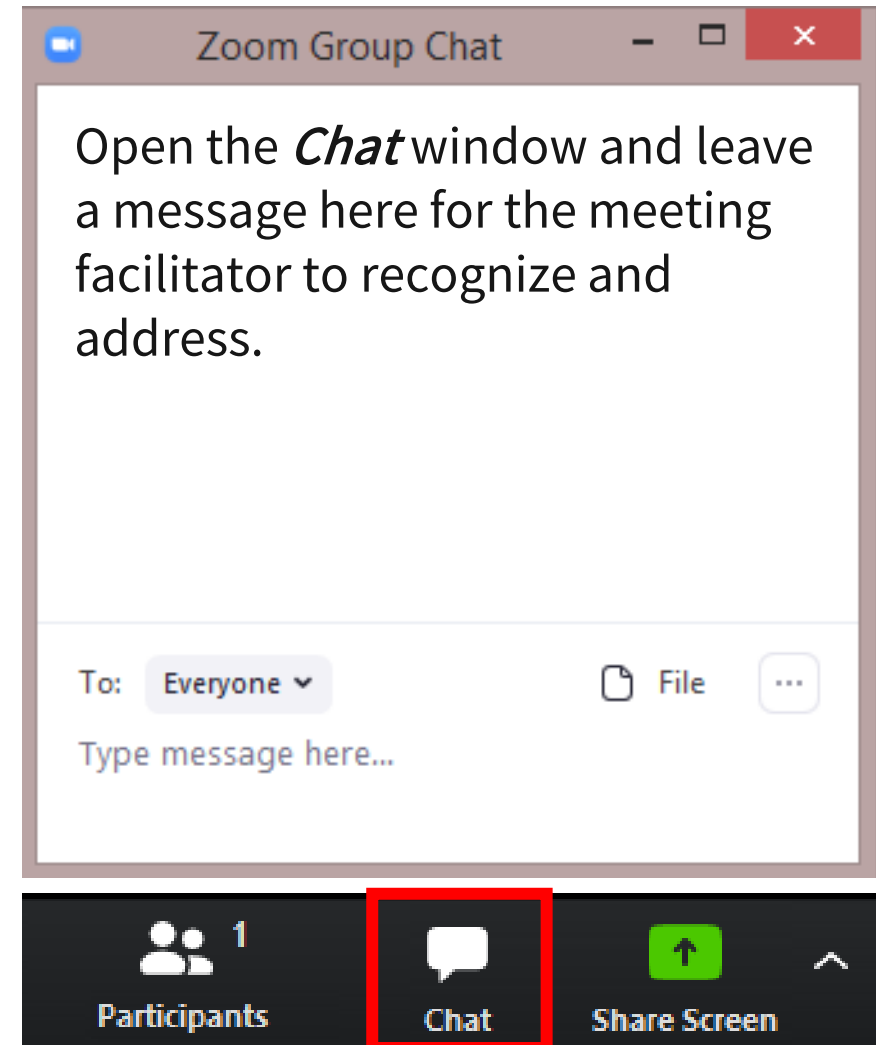 Zoom Group Chat
Open the Chat window and leave
a message here for the meeting
facilitator to recognize and
address.
To: Everyone File
Type message here...
1
Participants Chat Share Screen